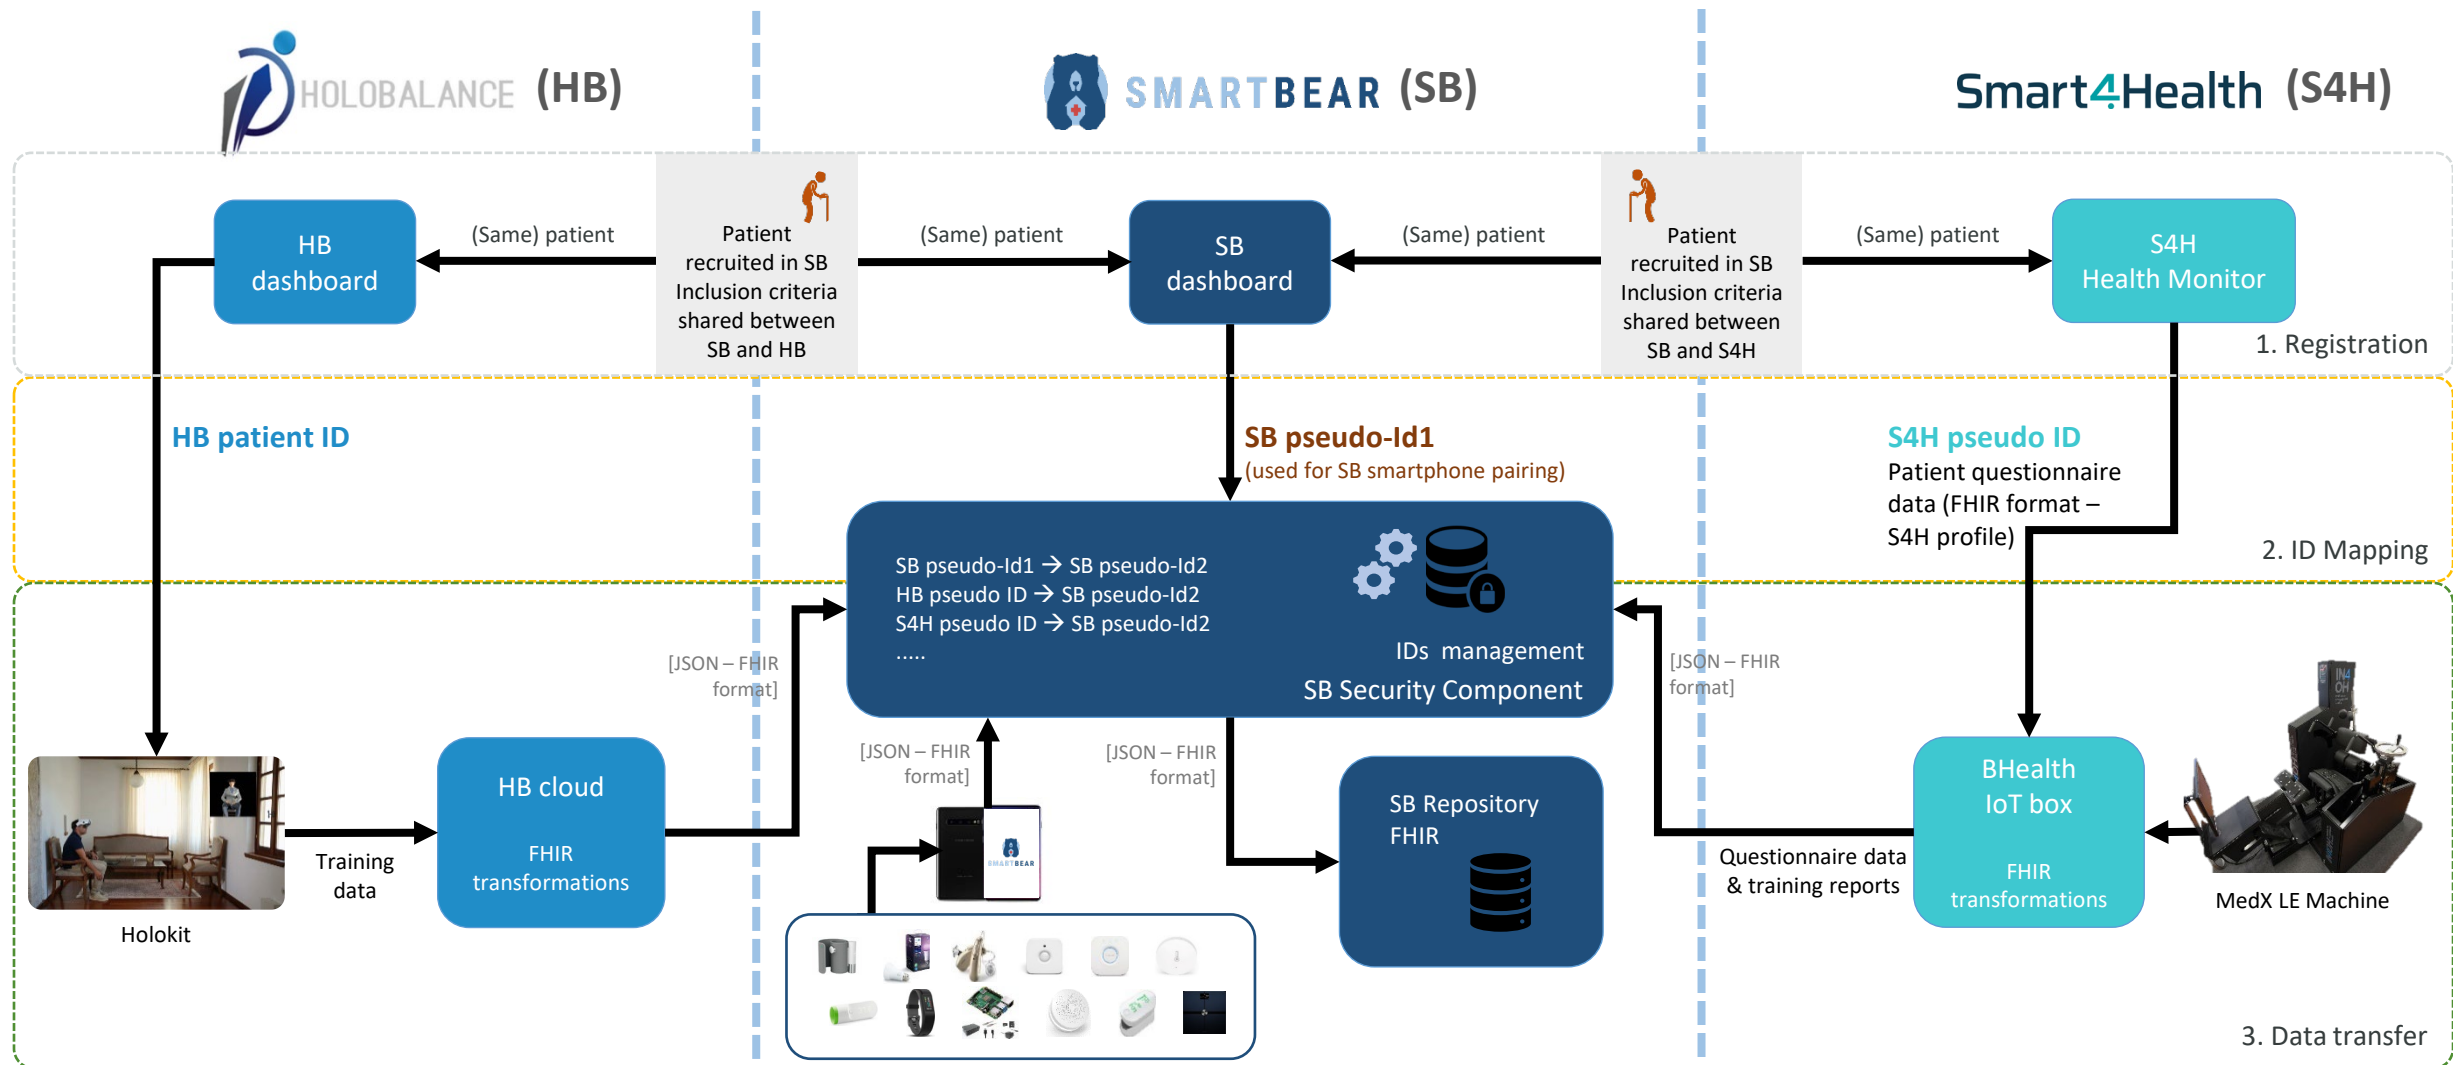 HOLOBALANCE (HB)
SMARTBEAR (SB)
Smart4Health (S4H)
HB
dashboard
(Same) patient
Patient
recruited in SB
Inclusion criteria
shared between
SB and HB
(Same) patient
SB
dashboard
(Same) patient
Patient
recruited in SB
Inclusion criteria
shared between
SB and S4H
(Same) patient
S4H
Health Monitor
1. Registration
HB patient ID
SB pseudo-Id1
(used for SB smartphone pairing)
S4H pseudo ID
Patient questionnaire
data (FHIR format –
S4H profile)
2. ID Mapping
SB pseudo-Id1 → SB pseudo-Id2
HB pseudo ID → SB pseudo-Id2
S4H pseudo ID → SB pseudo-Id2
.....
IDs management
SB Security Component
[JSON – FHIR
format]
[JSON – FHIR
format]
[JSON – FHIR
format]
[JSON – FHIR
format]
Holokit
Training
data
HB cloud
FHIR
transformations
SMARTBEAR
SB Repository
FHIR
Questionnaire data
& training reports
BHealth
IoT box
FHIR
transformations
IN4
OH
MedX LE Machine
3. Data transfer